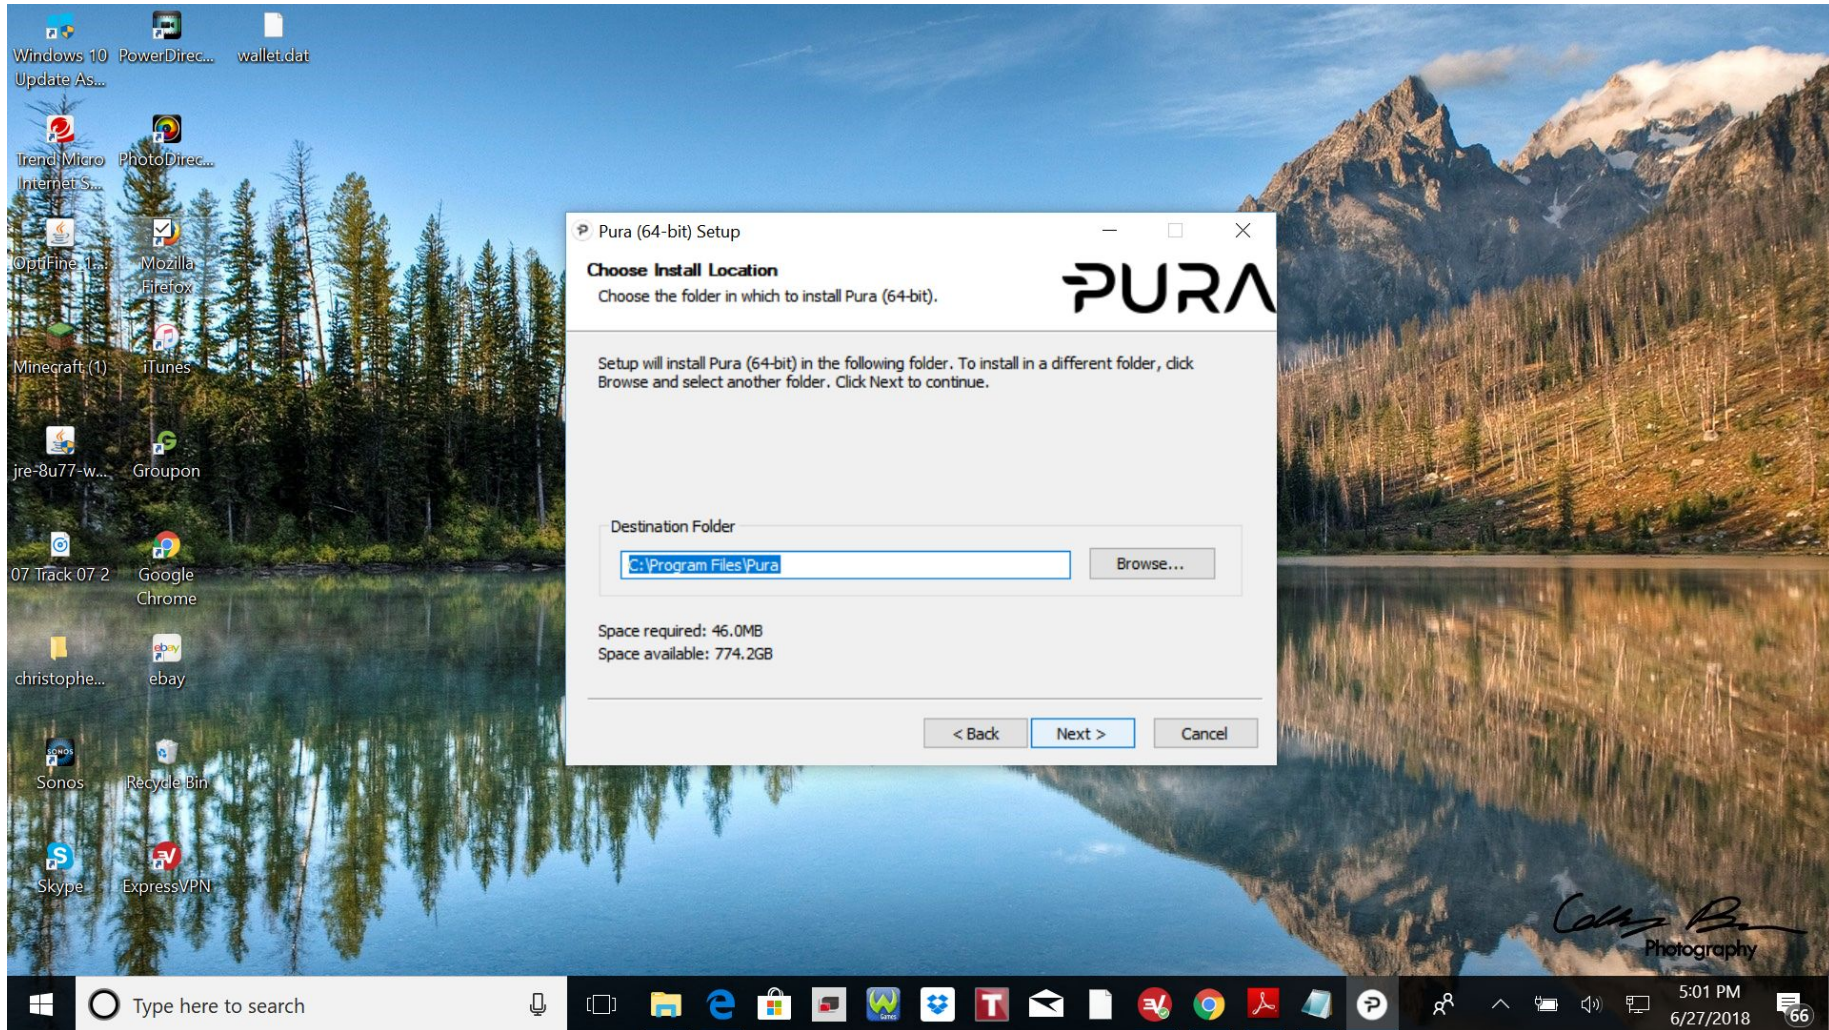 Windows 10
Update As...
PowerDirec...
wallet.dat
Trend Micro
Internet S...
PhotoDirec...
OptiFine_1...
Mozilla
Firefox
Minecraft (1)
iTunes
jre-8u77-w...
Groupon
07 Track 07 2
Google
Chrome
christophe...
ebay
ebay
SONOS
Sonos
Recycle Bin
Skype
ExpressVPN
Pura (64-bit) Setup
Choose Install Location
Choose the folder in which to install Pura (64-bit).
PURA
Setup will install Pura (64-bit) in the following folder. To install in a different folder, click
Browse and select another folder. Click Next to continue.
Destination Folder
C:\Program Files\Pura
Browse...
Space required: 46.0MB
Space available: 774.2GB
< Back
Next >
Cancel
Photography
Type here to search
Games
5:01 PM
6/27/2018
66